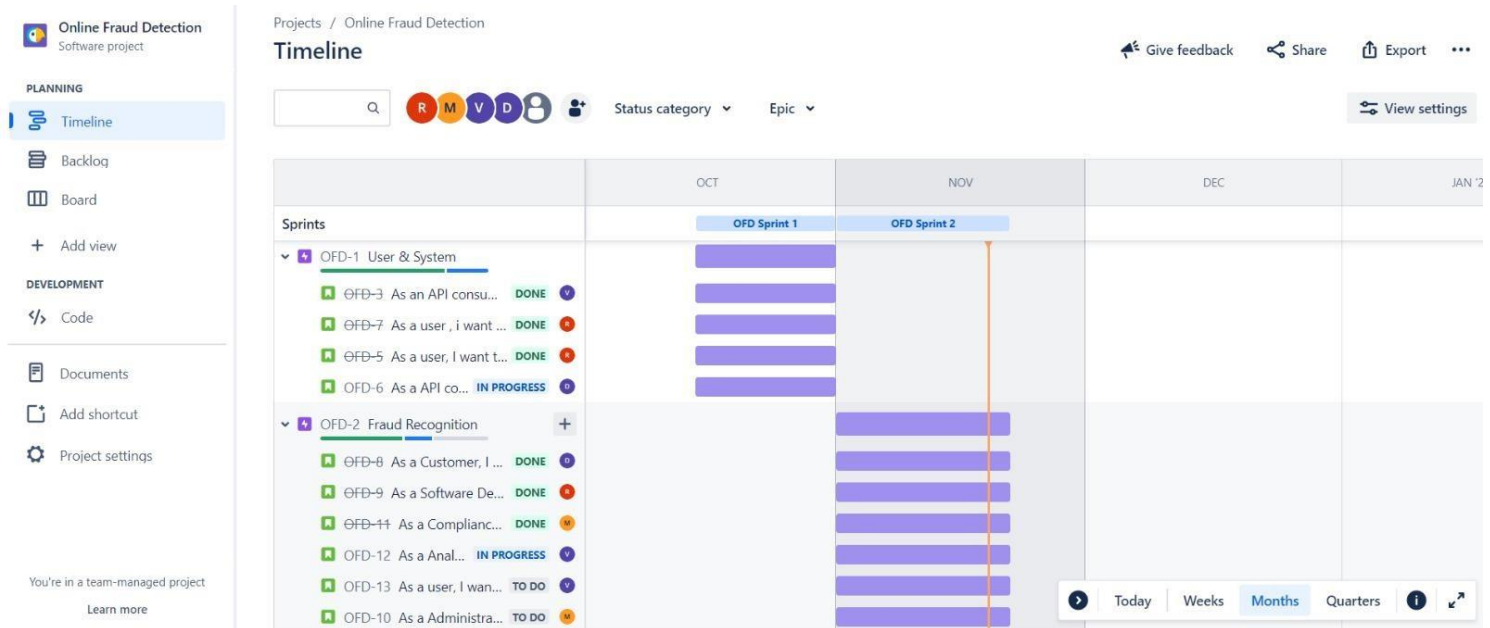 Online Fraud Detection
Software project
PLANNING
Timeline
Backlog
Board
+ Add view
DEVELOPMENT
</> Code
Documents
Add shortcut
Project settings
You're in a team-managed project
Learn more
Projects / Online Fraud Detection
Timeline
Give feedback
Share
Export
R M V D
Status category
Epic
View settings
OCT NOV DEC JAN '2
Sprints OFD Sprint 1 OFD Sprint 2
OFD-1 User & System
OFD-3 As an API consu... DONE V
OFD-7 As a user , i want ... DONE R
OFD-5 As a user, I want t... DONE R
OFD-6 As a API co... IN PROGRESS D
OFD-2 Fraud Recognition +
OFD-8 As a Customer, I ... DONE D
OFD-9 As a Software De... DONE R
OFD-11 As a Complianc... DONE M
OFD-12 As a Anal... IN PROGRESS V
OFD-13 As a user, I wan... TO DO V
OFD-10 As a Administra... TO DO M
Today Weeks Months Quarters